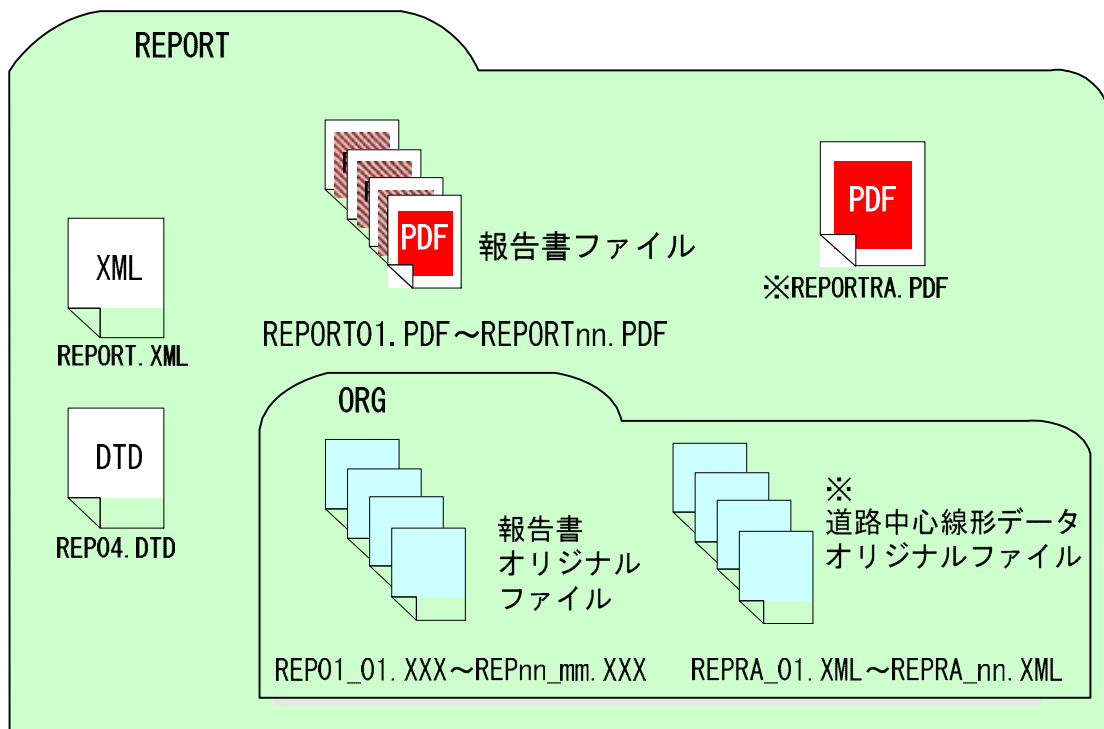 REPORT
PDF
PDF
報告書ファイル
※REPORTRA.PDF
XML
REPORT.XML
REPORT01.PDF～REPORTnn.PDF
DTD
REP04.DTD
ORG
報告書
オリジナル
ファイル
※
道路中心線形データ
オリジナルファイル
REP01_01.XXX～REPnn_mm.XXX
REPRA_01.XML～REPRA_nn.XML